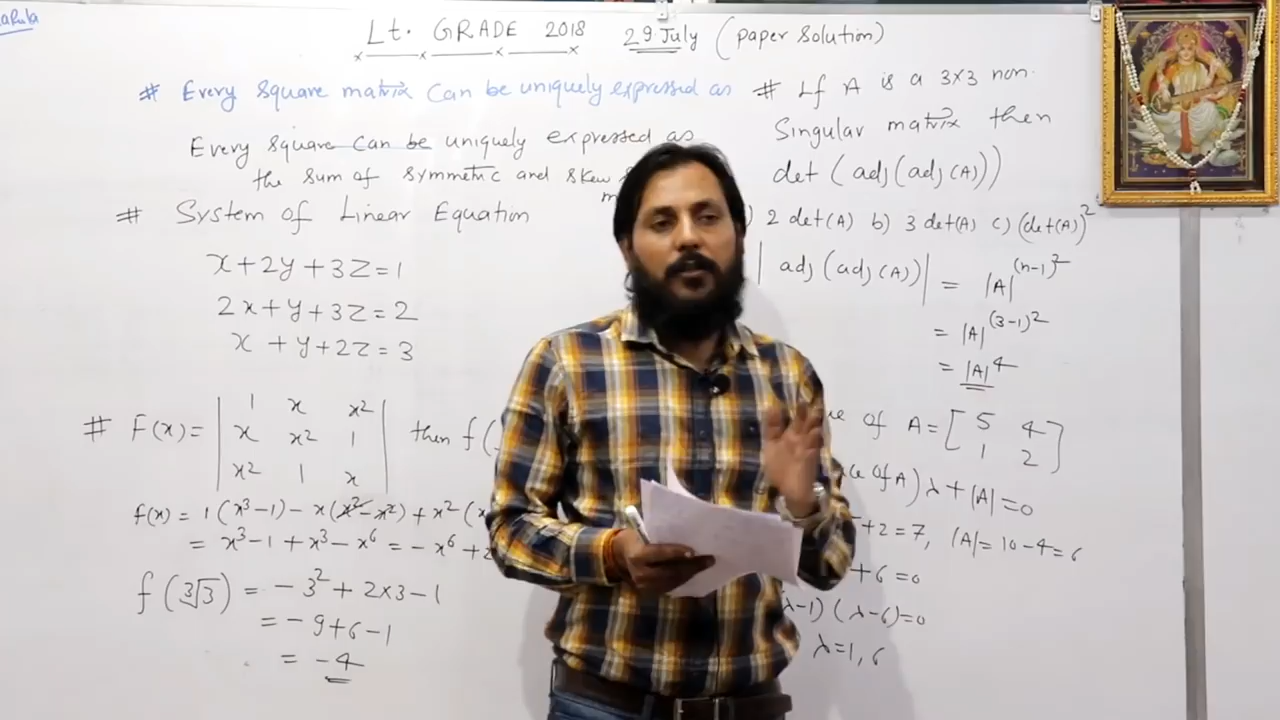 Lt. GRADE 2018 29 July (paper solution)
# Every square matrix can be uniquely expressed as
Every square can be uniquely expressed as
the sum of symmetric and skew
# System of Linear Equation
x+2y+3z=1
2x+y+3z=2
x+y+2z=3
# F(x)= | 1 x x² | then f(
| x x² 1 |
| x² 1 x |
f(x) = 1(x³-1) - x(x²-x²) + x²(x
= x³-1+x³-x⁶ = -x⁶+2
f(∛3) = -3²+2×3-1
= -9+6-1
= -4
# If A is a 3×3 non-
singular matrix then
det (adj(adj(A))
) 2 det(A) b) 3 det(A) c) (det(A))²
| adj(adj(A)) | = |A|^(n-1)²
= |A|^(3-1)²
= |A|⁴
of A= [ 5 4
1 2 ]
of A) λ + |A| = 0
+2=7, |A|=10-4=6
+6=0
λ-1) (λ-6)=0
λ=1,6